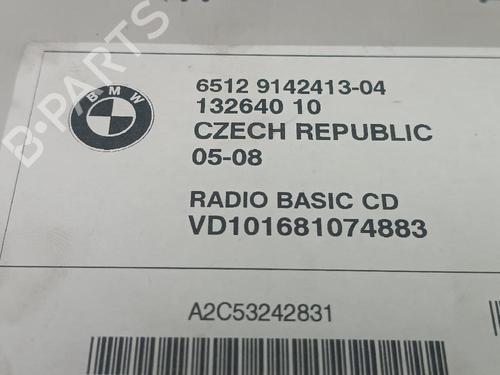 B-PARTS
BMW
6512 9142413-04
132640 10
CZECH REPUBLIC
05-08
RADIO BASIC CD
VD101681074883
A2C53242831